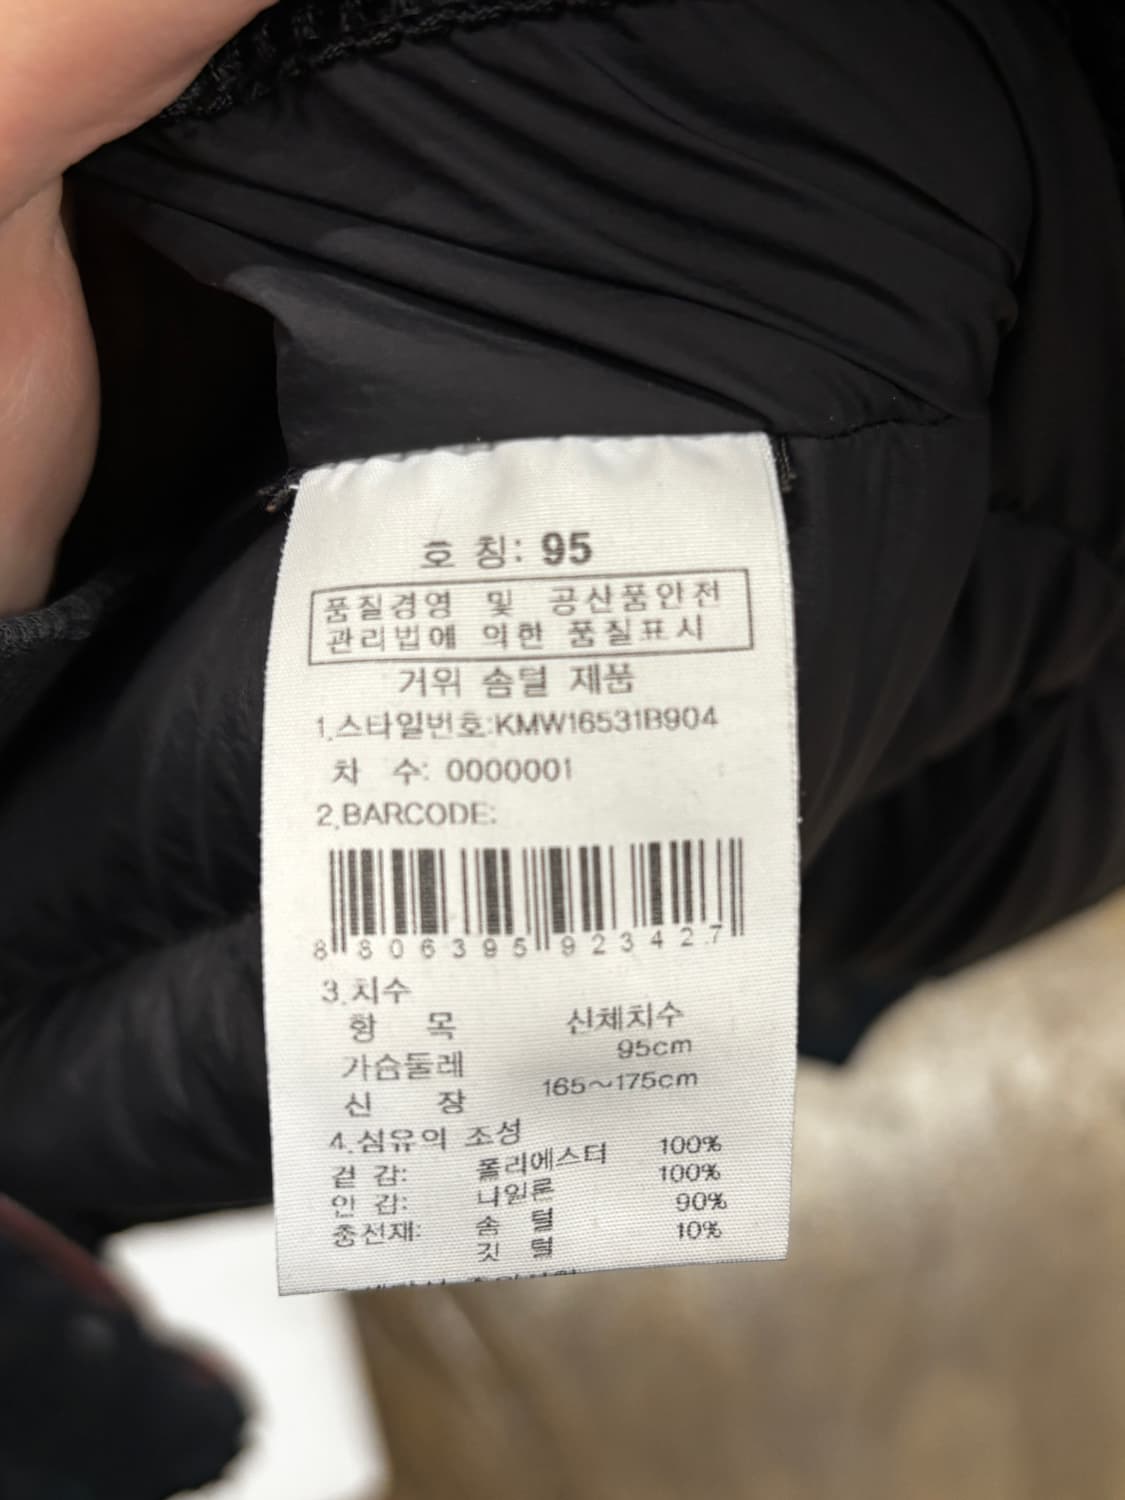 호 칭: 95
품질경영 및 공산품안전
관리법에 의한 품질표시
거위 솜털 제품
1.스타일번호:KMW16531B904
차 수: 0000001
2.BARCODE:
8 806395 923427
3.치수
항 목 신체치수
가슴둘레 95cm
신 장 165~175cm
4.섬유의 조성
겉 감: 폴리에스터 100%
안 감: 나일론 100%
충전재: 솜 털 90%
깃 털 10%